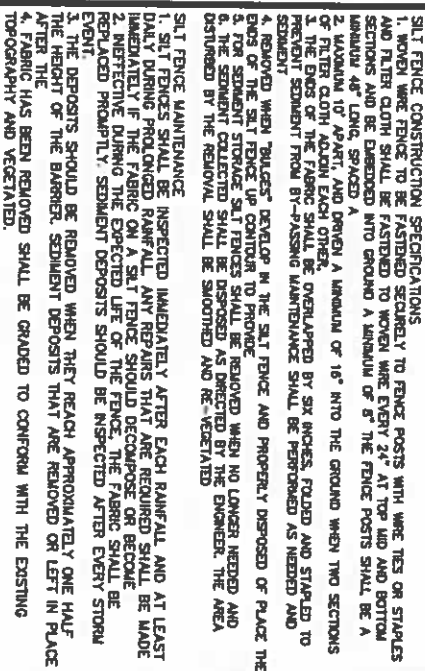 SILT FENCE CONSTRUCTION SPECIFICATIONS
1. WOVEN WIRE FENCE TO BE FASTENED SECURELY TO FENCE POSTS WITH WIRE TIES OR STAPLES
AND FILTER CLOTH SHALL BE FASTENED TO WOVEN WIRE EVERY 24" AT TOP MID AND BOTTOM
SECTIONS AND BE EMBEDDED INTO GROUND A MINIMUM OF 8" THE FENCE POSTS SHALL BE A
MINIMUM 48" LONG, SPACED A
2. MAXIMUM 10' APART, AND DRIVEN A MINIMUM OF 16" INTO THE GROUND WHEN TWO SECTIONS
OF FILTER CLOTH ADJOIN EACH OTHER,
3. THE ENDS OF THE FABRIC SHALL BE OVERLAPPED BY SIX INCHES, FOLDED AND STAPLED TO
PREVENT SEDIMENT FROM BY-PASSING MAINTENANCE SHALL BE PERFORMED AS NEEDED AND
SEDIMENT
4. REMOVED WHEN "BULGES" DEVELOP IN THE SILT FENCE AND PROPERLY DISPOSED OF PLACE THE
ENDS OF THE SILT FENCE UP CONTOUR TO PROVIDE
5. FOR SEDIMENT STORAGE SILT FENCES SHALL BE REMOVED WHEN NO LONGER NEEDED AND
6. THE SEDIMENT COLLECTED SHALL BE DISPOSED AS DIRECTED BY THE ENGINEER. THE AREA
DISTURBED BY THE REMOVAL SHALL BE SMOOTHED AND RE-VEGETATED
SILT FENCE MAINTENANCE
1. SILT FENCES SHALL BE INSPECTED IMMEDIATELY AFTER EACH RAINFALL AND AT LEAST
DAILY DURING PROLONGED RAINFALL. ANY REPAIRS THAT ARE REQUIRED SHALL BE MADE
IMMEDIATELY IF THE FABRIC ON A SILT FENCE SHOULD DECOMPOSE OR BECOME
2. INEFFECTIVE DURING THE EXPECTED LIFE OF THE FENCE, THE FABRIC SHALL BE
REPLACED PROMPTLY. SEDIMENT DEPOSITS SHOULD BE INSPECTED AFTER EVERY STORM
EVENT.
3. THE DEPOSITS SHOULD BE REMOVED WHEN THEY REACH APPROXIMATELY ONE HALF
THE HEIGHT OF THE BARRIER. SEDIMENT DEPOSITS THAT ARE REMOVED OR LEFT IN PLACE
AFTER THE
4. FABRIC HAS BEEN REMOVED SHALL BE GRADED TO CONFORM WITH THE EXISTING
TOPOGRAPHY AND VEGETATED.